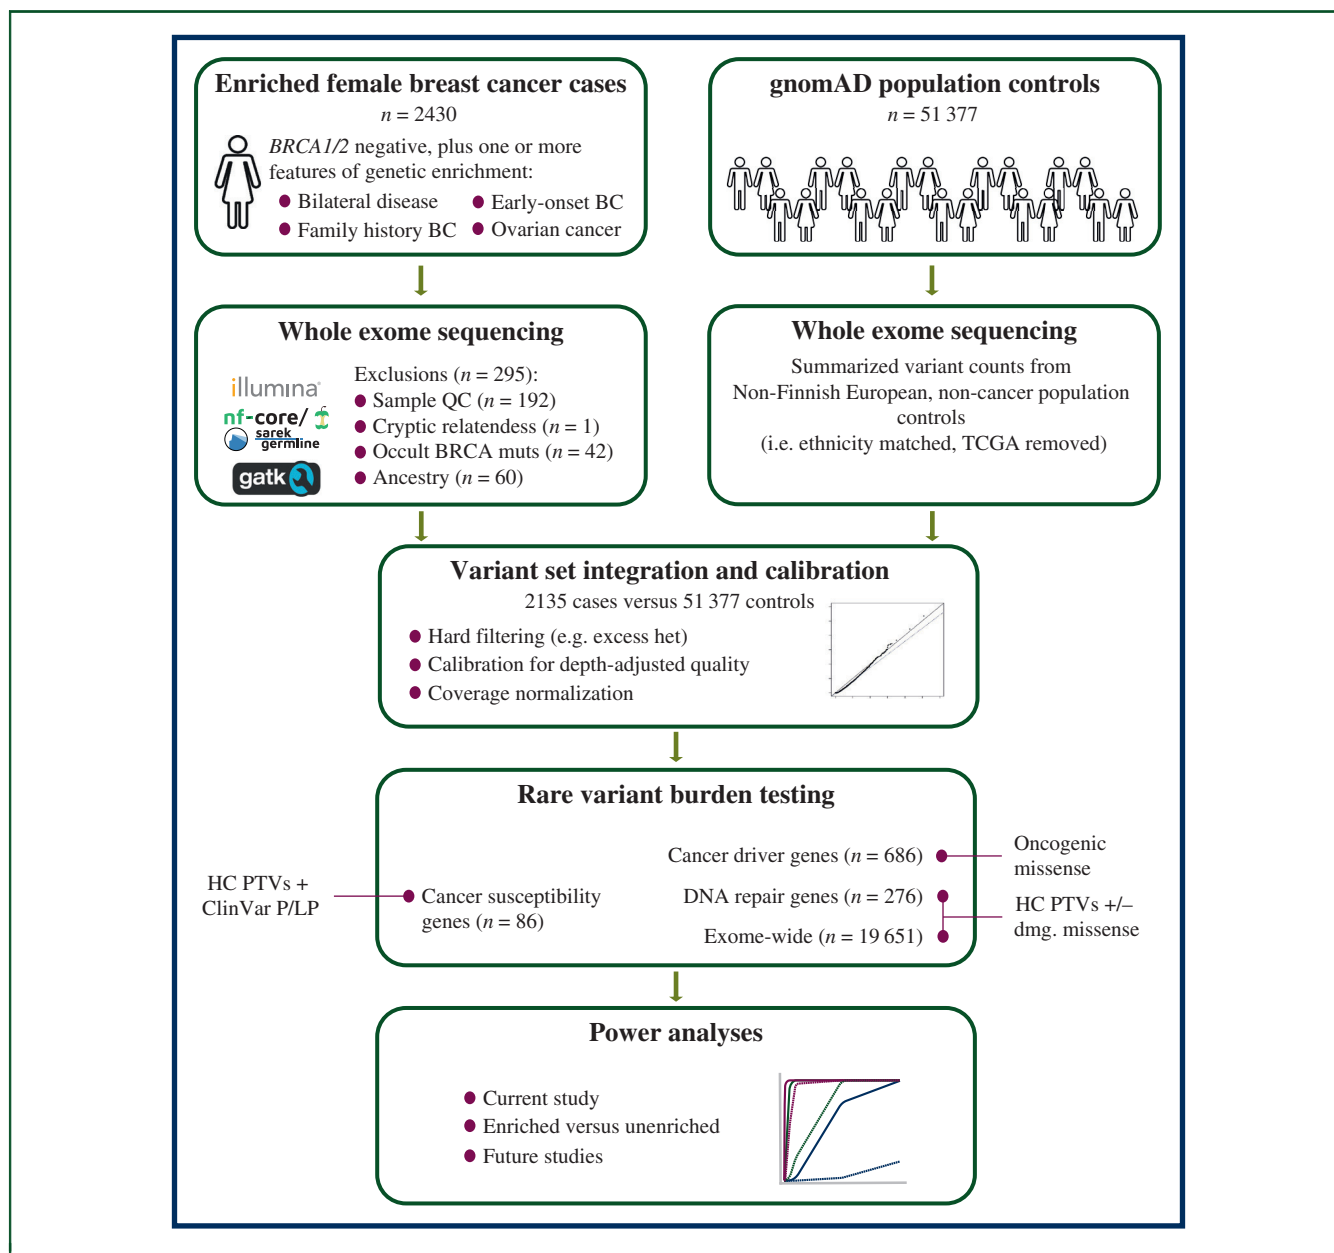 Enriched female breast cancer cases
n = 2430
BRCA1/2 negative, plus one or more
features of genetic enrichment:
Bilateral disease
Early-onset BC
Family history BC
Ovarian cancer
gnomAD population controls
n = 51 377
Whole exome sequencing
illumina®
nf-core/
sarek
germline
gatk
Exclusions (n = 295):
Sample QC (n = 192)
Cryptic relatendess (n = 1)
Occult BRCA muts (n = 42)
Ancestry (n = 60)
Whole exome sequencing
Summarized variant counts from
Non-Finnish European, non-cancer population
controls
(i.e. ethnicity matched, TCGA removed)
Variant set integration and calibration
2135 cases versus 51 377 controls
Hard filtering (e.g. excess het)
Calibration for depth-adjusted quality
Coverage normalization
Rare variant burden testing
HC PTVs +
ClinVar P/LP
Cancer susceptibility
genes (n = 86)
Cancer driver genes (n = 686)
DNA repair genes (n = 276)
Exome-wide (n = 19 651)
Oncogenic
missense
HC PTVs +/–
dmg. missense
Power analyses
Current study
Enriched versus unenriched
Future studies